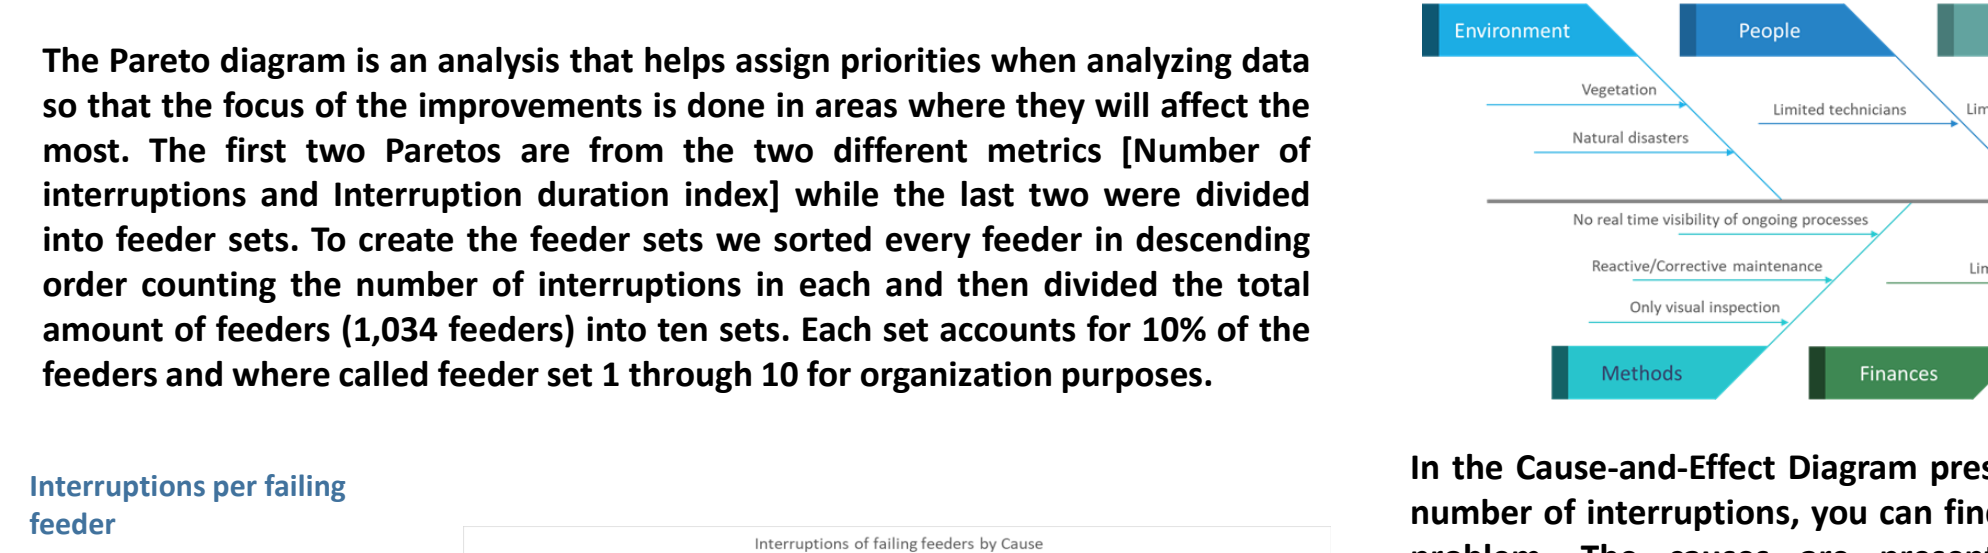 The Pareto diagram is an analysis that helps assign priorities when analyzing data
so that the focus of the improvements is done in areas where they will affect the
most. The first two Paretos are from the two different metrics [Number of
interruptions and Interruption duration index] while the last two were divided
into feeder sets. To create the feeder sets we sorted every feeder in descending
order counting the number of interruptions in each and then divided the total
amount of feeders (1,034 feeders) into ten sets. Each set accounts for 10% of the
feeders and where called feeder set 1 through 10 for organization purposes.
Interruptions per failing
feeder
Interruptions of failing feeders by Cause
Environment
People
Vegetation
Limited technicians
Natural disasters
No real time visibility of ongoing processes
Reactive/Corrective maintenance
Only visual inspection
Methods
Finances
In the Cause-and-Effect Diagram
number of interruptions, you can
problem. The causes are